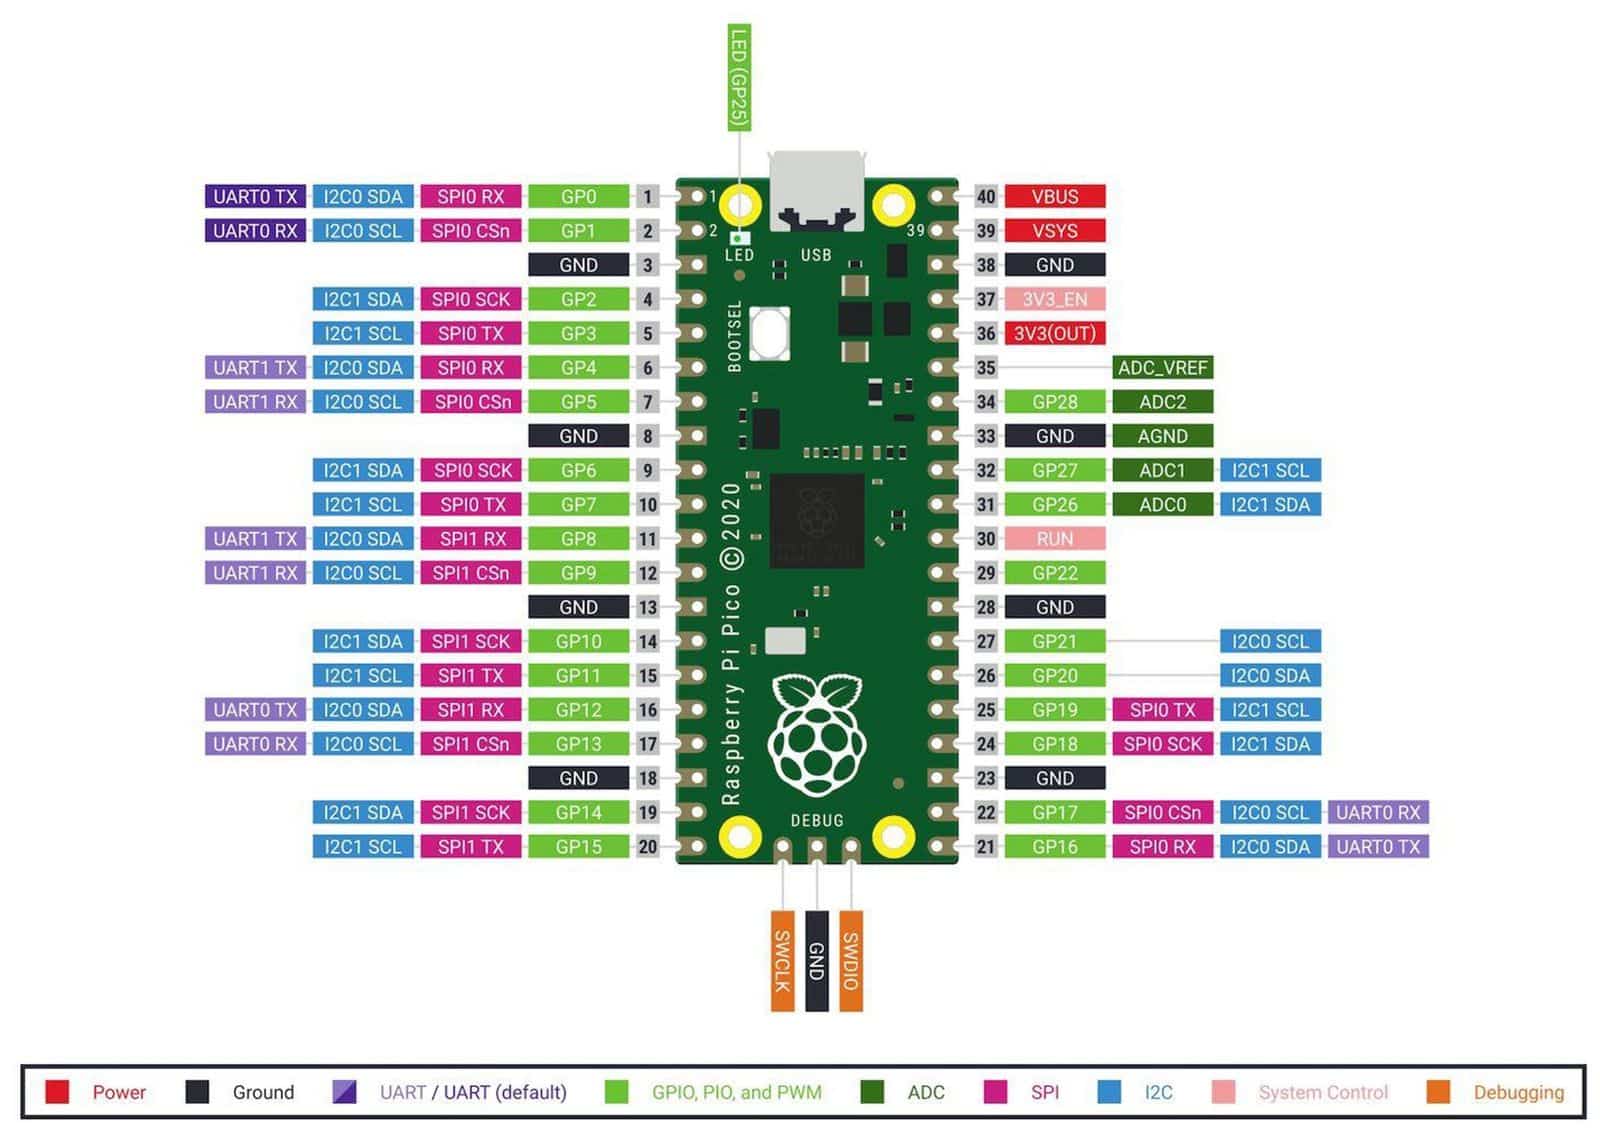 LED (GP25)
UART0 TX I2C0 SDA SPI0 RX GP0 1 1 40 VBUS
UART0 RX I2C0 SCL SPI0 CSn GP1 2 2 39 39 VSYS
LED USB
GND 3 38 GND
I2C1 SDA SPI0 SCK GP2 4 37 3V3_EN
BOOTSEL
I2C1 SCL SPI0 TX GP3 5 36 3V3(OUT)
UART1 TX I2C0 SDA SPI0 RX GP4 6 35 ADC_VREF
UART1 RX I2C0 SCL SPI0 CSn GP5 7 34 GP28 ADC2
GND 8 33 GND AGND
I2C1 SDA SPI0 SCK GP6 9 32 GP27 ADC1 I2C1 SCL
I2C1 SCL SPI0 TX GP7 10 31 GP26 ADC0 I2C1 SDA
UART1 TX I2C0 SDA SPI1 RX GP8 11 30 RUN
UART1 RX I2C0 SCL SPI1 CSn GP9 12 29 GP22
GND 13 28 GND
Raspberry Pi Pico © 2020
I2C1 SDA SPI1 SCK GP10 14 27 GP21 I2C0 SCL
I2C1 SCL SPI1 TX GP11 15 26 GP20 I2C0 SDA
UART0 TX I2C0 SDA SPI1 RX GP12 16 25 GP19 SPI0 TX I2C1 SCL
UART0 RX I2C0 SCL SPI1 CSn GP13 17 24 GP18 SPI0 SCK I2C1 SDA
GND 18 23 GND
I2C1 SDA SPI1 SCK GP14 19 22 GP17 SPI0 CSn I2C0 SCL UART0 RX
DEBUG
I2C1 SCL SPI1 TX GP15 20 21 GP16 SPI0 RX I2C0 SDA UART0 TX
SWCLK
GND
SWDIO
Power Ground UART / UART (default) GPIO, PIO, and PWM ADC SPI I2C System Control Debugging